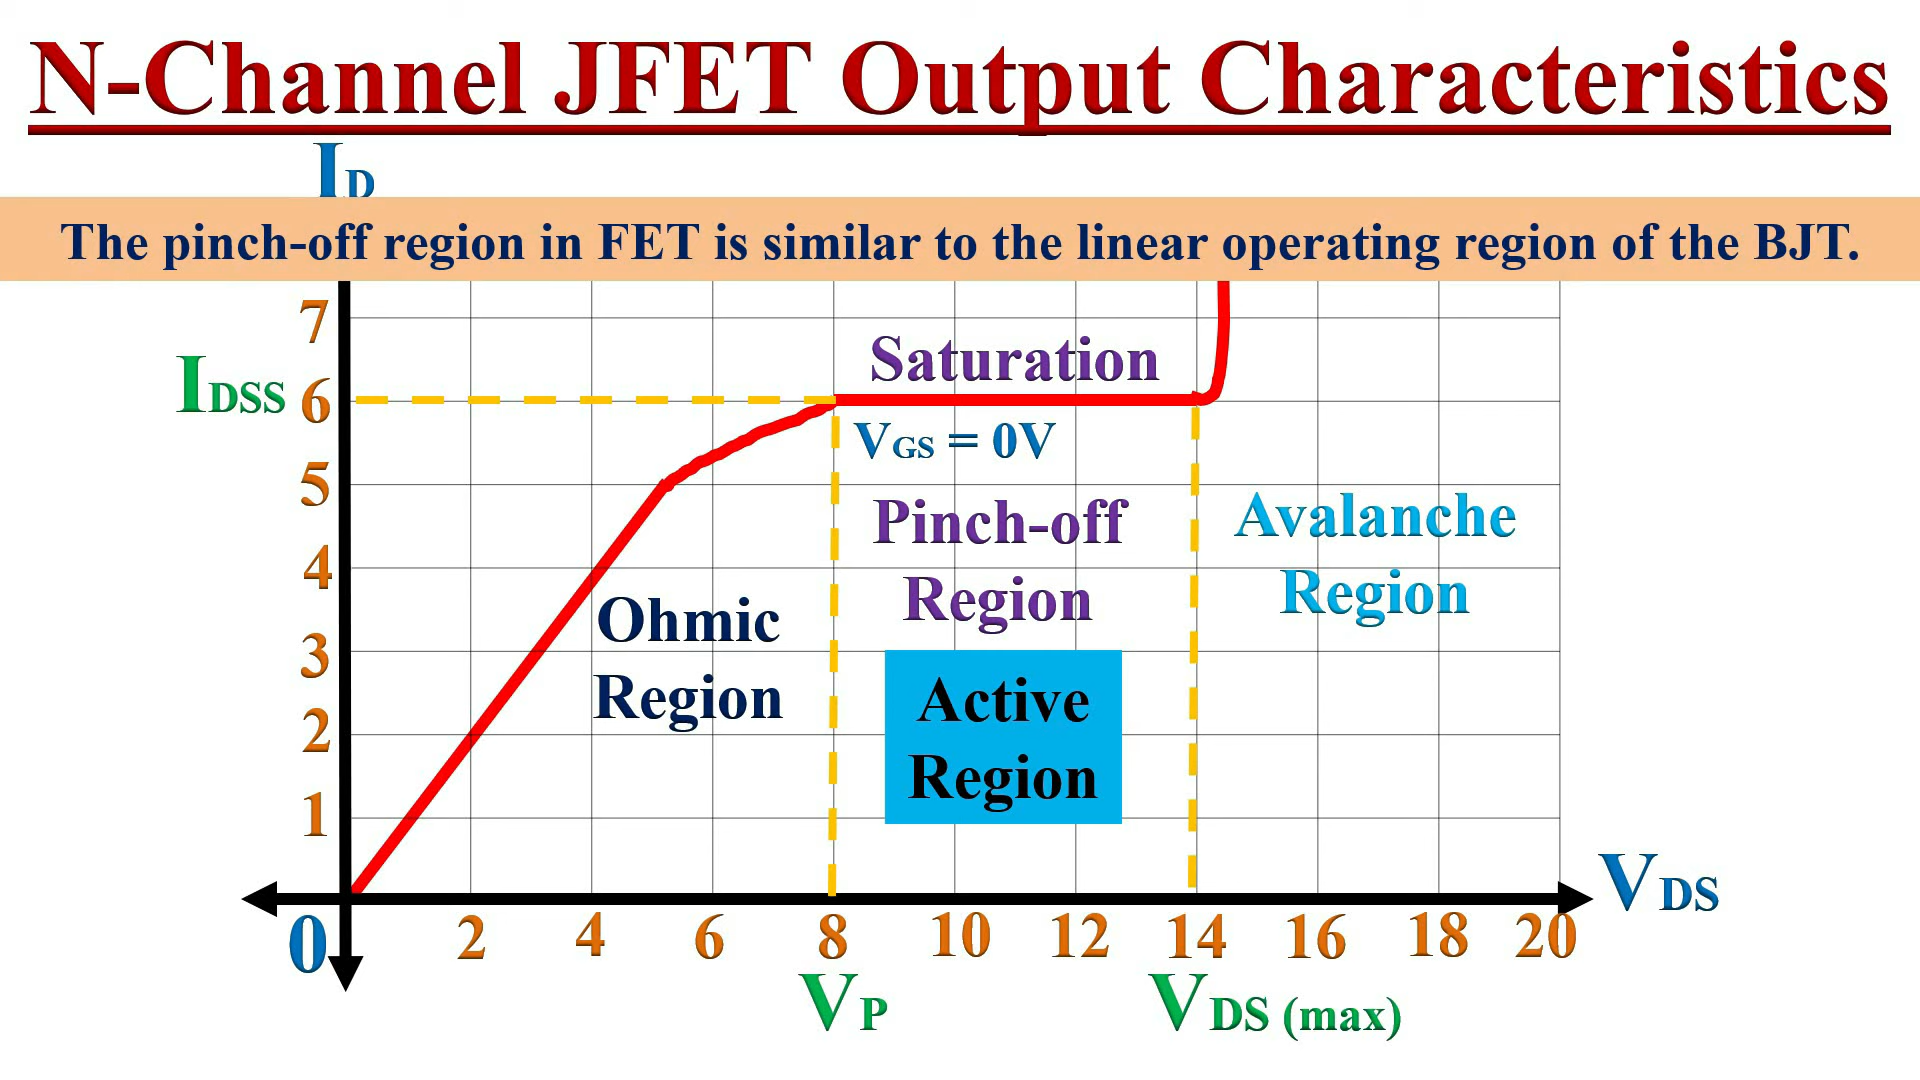 N-Channel JFET Output Characteristics
ID
The pinch-off region in FET is similar to the linear operating region of the BJT.
7
Saturation
IDSS 6
VGS = 0V
5
Pinch-off
Region
Avalanche
Region
4
Ohmic
Region
3
Active
Region
2
1
VDS
0 2 4 6 8 10 12 14 16 18 20
VP
VDS (max)